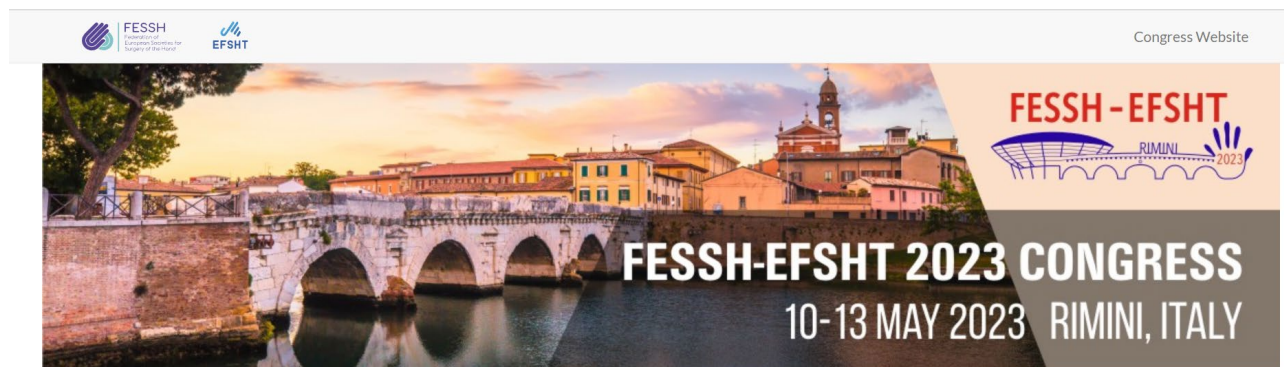 FESSH
Federation of
European Societies for
Surgery of the Hand
EFSHT
Congress Website
FESSH - EFSHT
RIMINI
2023
FESSH-EFSHT 2023 CONGRESS
10-13 MAY 2023 RIMINI, ITALY